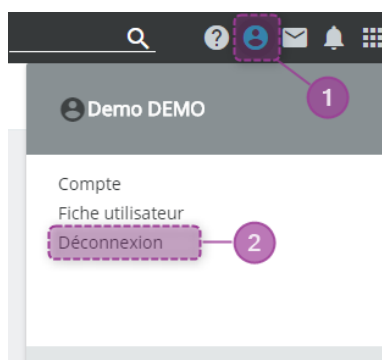 1
Demo DEMO
Compte
Fiche utilisateur
Déconnexion
2